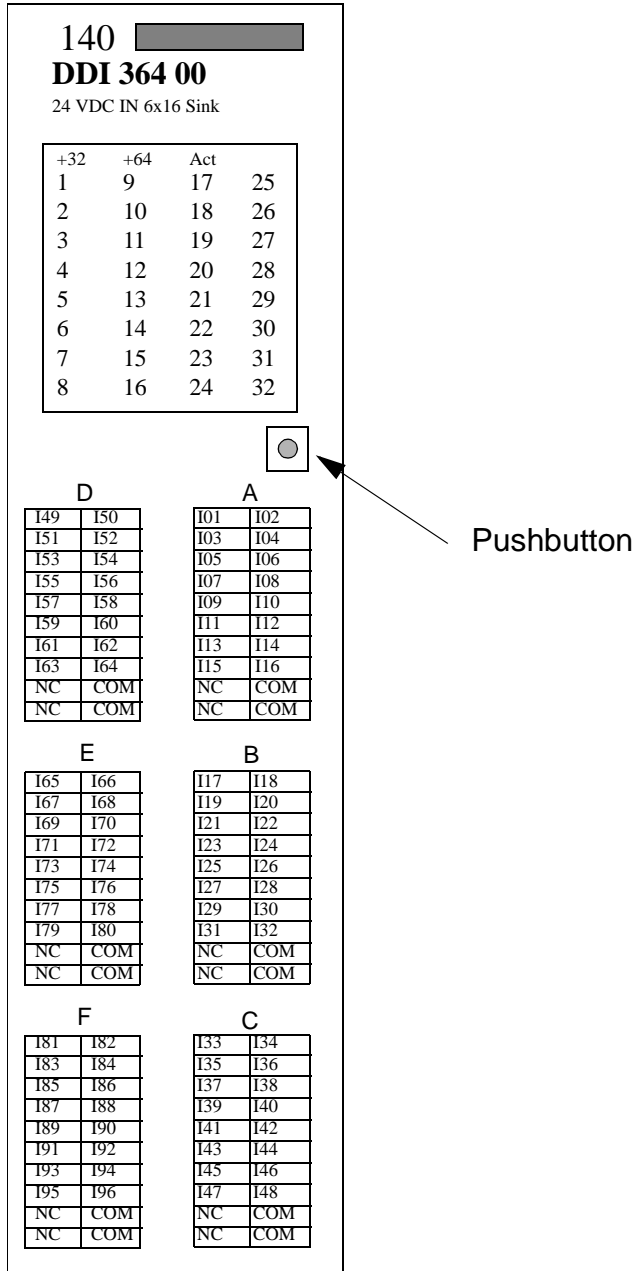 140
DDI 364 00
24 VDC IN 6x16 Sink
+32 +64 Act
1 9 17 25
2 10 18 26
3 11 19 27
4 12 20 28
5 13 21 29
6 14 22 30
7 15 23 31
8 16 24 32
Pushbutton
D A
I49 I50 I01 I02
I51 I52 I03 I04
I53 I54 I05 I06
I55 I56 I07 I08
I57 I58 I09 I10
I59 I60 I11 I12
I61 I62 I13 I14
I63 I64 I15 I16
NC COM NC COM
NC COM NC COM
E B
I65 I66 I17 I18
I67 I68 I19 I20
I69 I70 I21 I22
I71 I72 I23 I24
I73 I74 I25 I26
I75 I76 I27 I28
I77 I78 I29 I30
I79 I80 I31 I32
NC COM NC COM
NC COM NC COM
F C
I81 I82 I33 I34
I83 I84 I35 I36
I85 I86 I37 I38
I87 I88 I39 I40
I89 I90 I41 I42
I91 I92 I43 I44
I93 I94 I45 I46
I95 I96 I47 I48
NC COM NC COM
NC COM NC COM